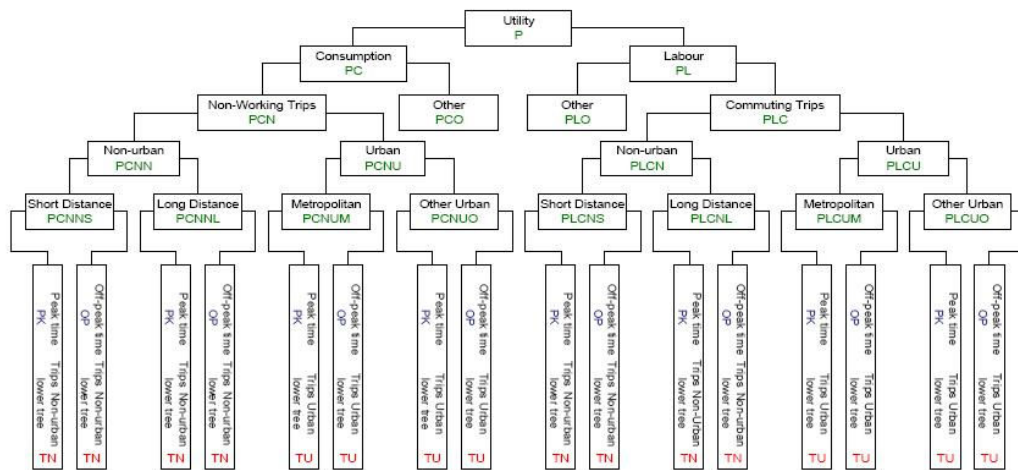 Utility
P
Consumption
PC
Labour
PL
Non-Working Trips
PCN
Other
PCO
Other
PLO
Commuting Trips
PLC
Non-urban
PCNN
Urban
PCNU
Non-urban
PLCN
Urban
PLCU
Short Distance
PCNNS
Long Distance
PCNNL
Metropolitan
PCNUM
Other Urban
PCNUO
Short Distance
PLCNS
Long Distance
PLCNL
Metropolitan
PLCUM
Other Urban
PLCUO
Peak time Trips Non-urban
PK lower tree
TN
Off-peak time Trips Non-urban
OP lower tree
TN
Peak time Trips Non-urban
PK lower tree
TN
Off-peak time Trips Non-urban
OP lower tree
TN
Peak time Trips Urban
PK lower tree
TU
Off-peak time Trips Urban
OP lower tree
TU
Peak time Trips Urban
PK lower tree
TU
Off-peak time Trips Urban
OP lower tree
TU
Peak time Trips Non-urban
PK lower tree
TN
Off-peak time Trips Non-urban
OP lower tree
TN
Peak time Trips Non-Urban
PK lower tree
TN
Off-peak time Trips Non-urban
OP lower tree
TN
Peak time Trips Urban
PK lower tree
TU
Off-peak time Trips Urban
OP lower tree
TU
Peak time Trips Urban
PK lower tree
TU
Off-peak time Trips Urban
OP lower tree
TU